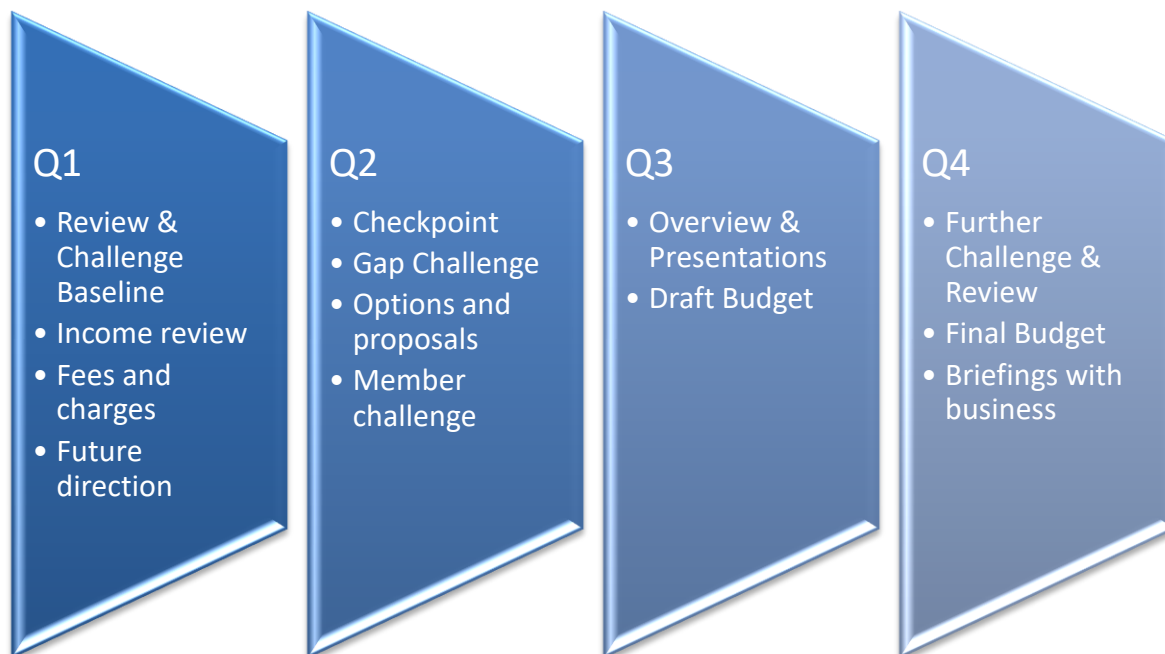 Q1
• Review &
Challenge
Baseline
• Income review
• Fees and
charges
• Future
direction
Q2
• Checkpoint
• Gap Challenge
• Options and
proposals
• Member
challenge
Q3
• Overview &
Presentations
• Draft Budget
Q4
• Further
Challenge &
Review
• Final Budget
• Briefings with
business